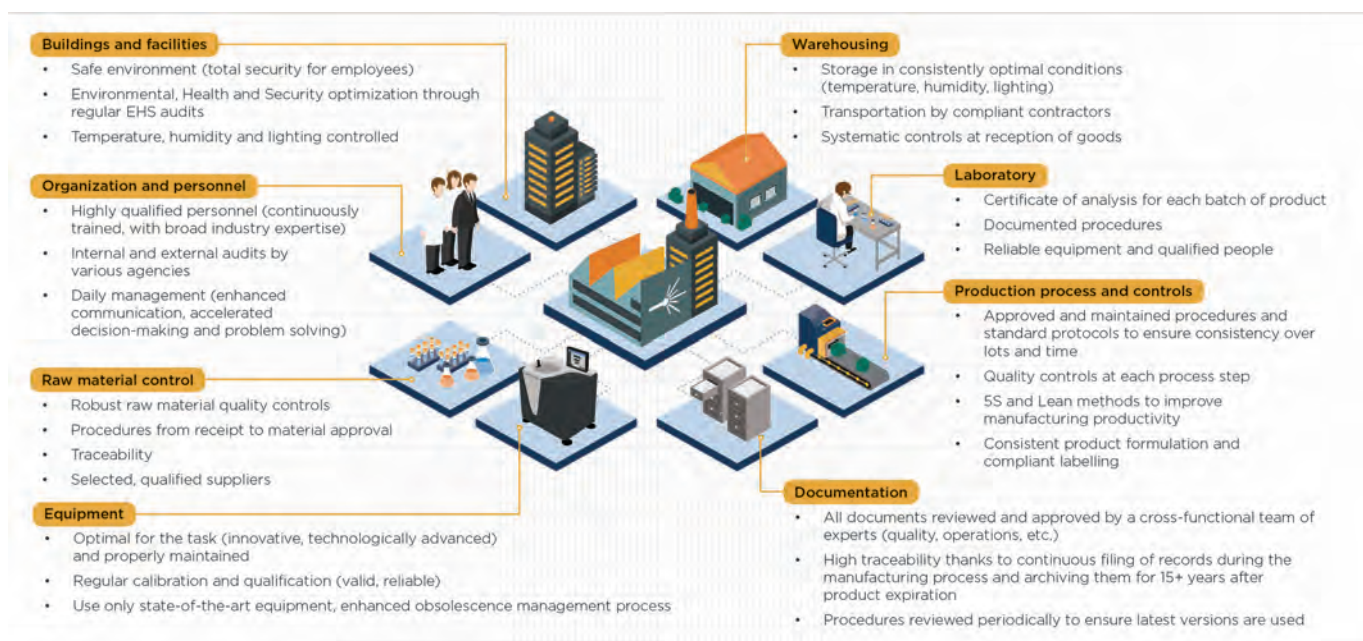 Buildings and facilities
• Safe environment (total security for employees)
• Environmental, Health and Security optimization through
regular EHS audits
• Temperature, humidity and lighting controlled
Organization and personnel
• Highly qualified personnel (continuously
trained, with broad industry expertise)
• Internal and external audits by
various agencies
• Daily management (enhanced
communication, accelerated
decision-making and problem solving)
Raw material control
• Robust raw material quality controls
• Procedures from receipt to material approval
• Traceability
• Selected, qualified suppliers
Equipment
• Optimal for the task (innovative, technologically advanced)
and properly maintained
• Regular calibration and qualification (valid, reliable)
• Use only state-of-the-art equipment, enhanced obsolescence management process
Warehousing
• Storage in consistently optimal conditions
(temperature, humidity, lighting)
• Transportation by compliant contractors
• Systematic controls at reception of goods
Laboratory
• Certificate of analysis for each batch of product
• Documented procedures
• Reliable equipment and qualified people
Production process and controls
• Approved and maintained procedures and
standard protocols to ensure consistency over
lots and time
• Quality controls at each process step
• 5S and Lean methods to improve
manufacturing productivity
• Consistent product formulation and
compliant labelling
Documentation
• All documents reviewed and approved by a cross-functional team of
experts (quality, operations, etc.)
• High traceability thanks to continuous filing of records during the
manufacturing process and archiving them for 15+ years after
product expiration
• Procedures reviewed periodically to ensure latest versions are used